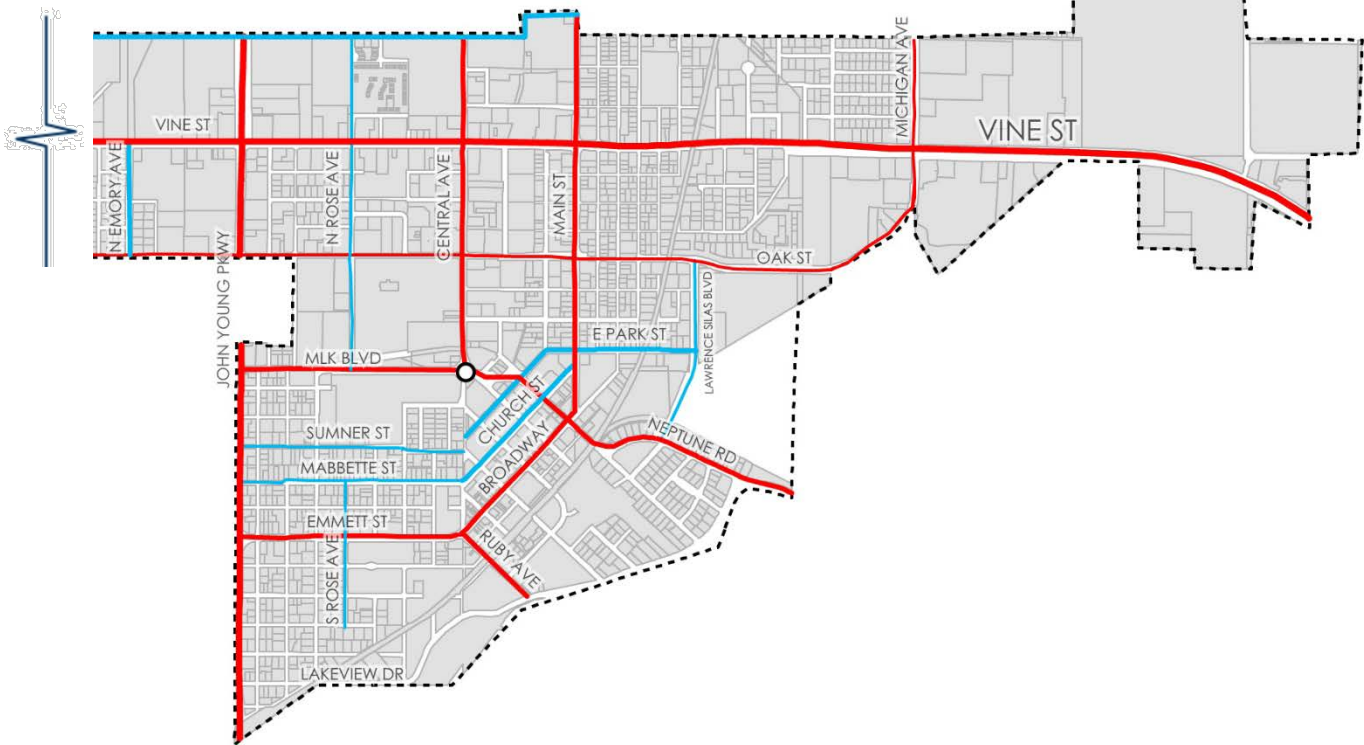 MICHIGAN AVE
VINE ST
VINE ST
N EMORY AVE
N ROSE AVE
CENTRAL AVE
MAIN ST
OAK ST
JOHN YOUNG PKWY
LAWRENCE SILAS BLVD
E PARK ST
MLK BLVD
CHURCH ST
SUMNER ST
NEPTUNE RD
BROADWAY
MABBETTE ST
EMMETT ST
RUBY AVE
S ROSE AVE
LAKEVIEW DR